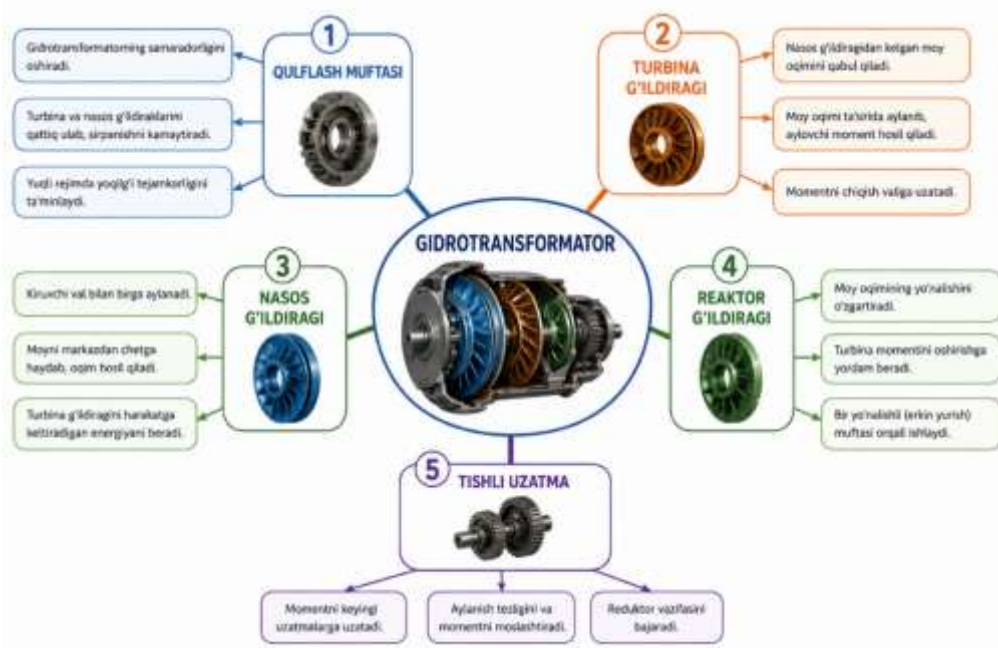 1
QULFLASH MUFTASI
Gidrotransformatorning samaradorligini
oshiradi.
Turbina va nasos g'ildiraklarini
qattiq ulab, sirpanishni kamaytiradi.
Yuqli rejimda yoqilg'i tejamkorligini
ta'minlaydi.
2
TURBINA
G'ILDIRAGI
Nasos g'ildiragidan kelgan moy
oqimini qabul qiladi.
Moy oqimi ta'sirida aylanib,
aylovchi moment hosil qiladi.
Momentni chiqish valiga uzatadi.
GIDROTRANSFORMATOR
3
NASOS
G'ILDIRAGI
Kiruvchi val bilan birga aylanadi.
Moyni markazdan chetga
haydab, oqim hosil qiladi.
Turbina g'ildiragini harakatga
keltiradigan energiyani beradi.
4
REAKTOR
G'ILDIRAGI
Moy oqimining yo'nalishini
o'zgartiradi.
Turbina momentini oshirishga
yordam beradi.
Bir yo'nalishli (erkin yurish)
muftasi orqali ishlaydi.
5
TISHLI UZATMA
Momentni keyingi
uzatmalarga uzatadi.
Aylanish tezligini va
momentni moslashtiradi.
Reduktor vazifasini
bajaradi.